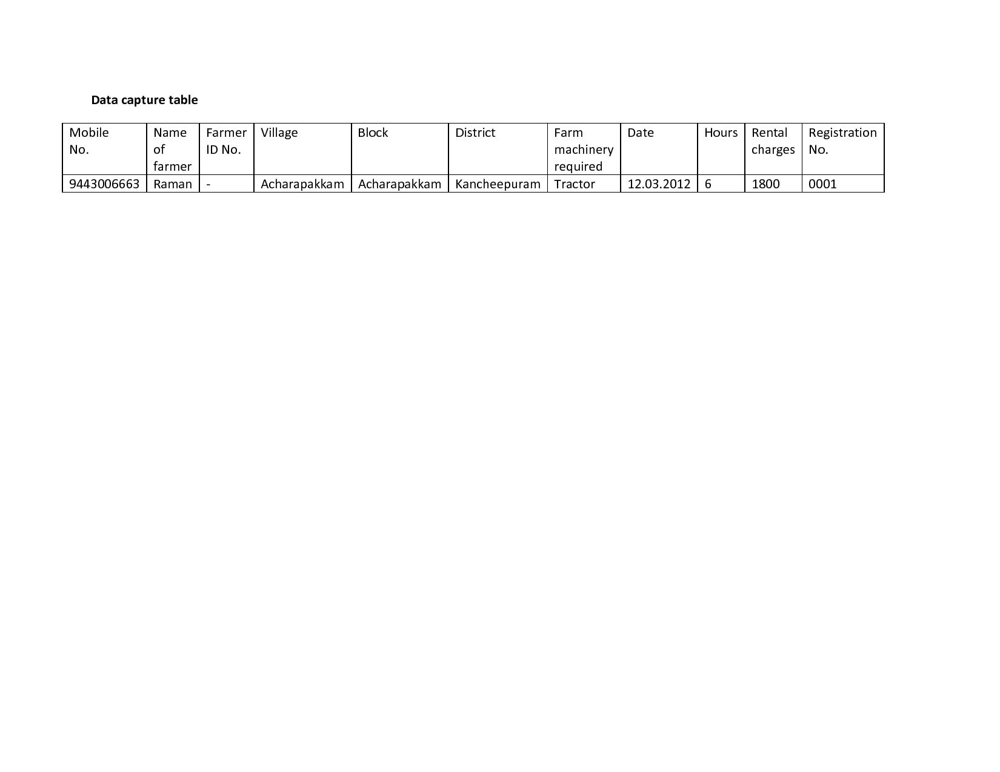 Data capture table
Mobile No. Name of farmer Farmer ID No. Village Block District Farm machinery required Date Hours Rental charges Registration No.
9443006663 Raman - Acharapakkam Acharapakkam Kancheepuram Tractor 12.03.2012 6 1800 0001